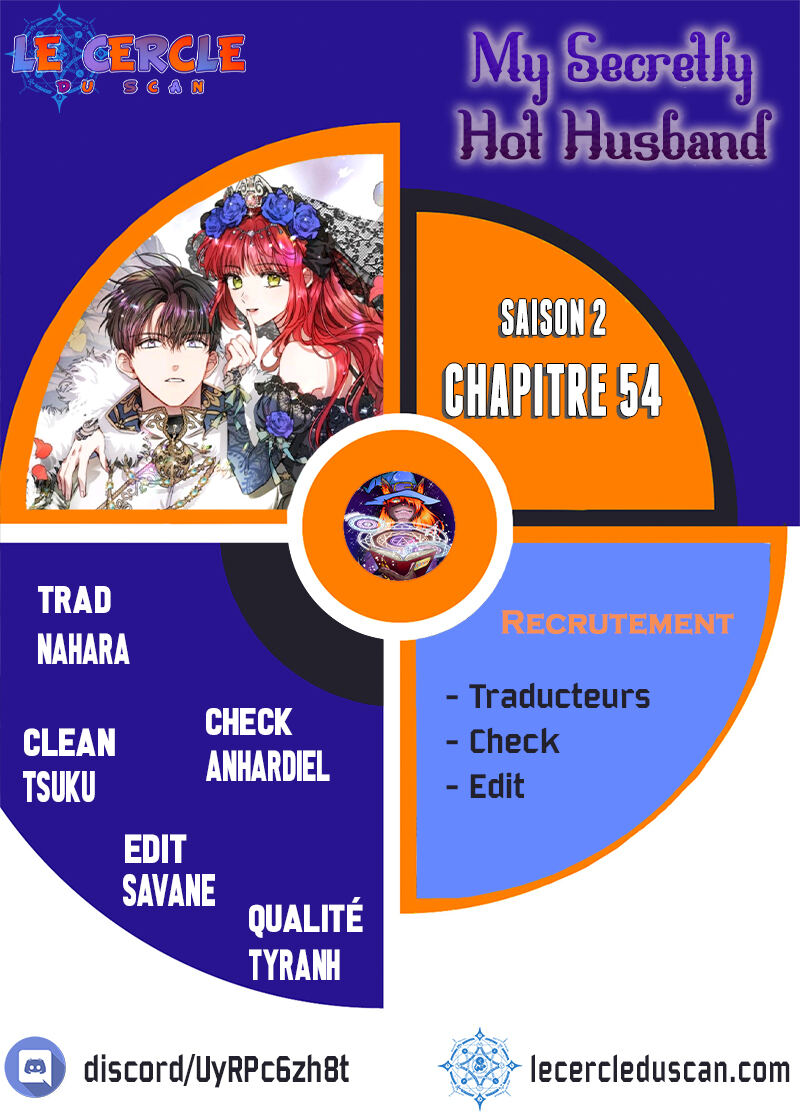 LE CERCLE
DU SCAN
My Secretly
Hot Husband
SAISON 2
CHAPITRE 54
TRAD
NAHARA
CLEAN
TSUKU
CHECK
ANHARDIEL
EDIT
SAVANE
QUALITÉ
TYRANH
RECRUTEMENT
- Traducteurs
- Check
- Edit
discord/UyRPc6zh8t
lecercleduscan.com